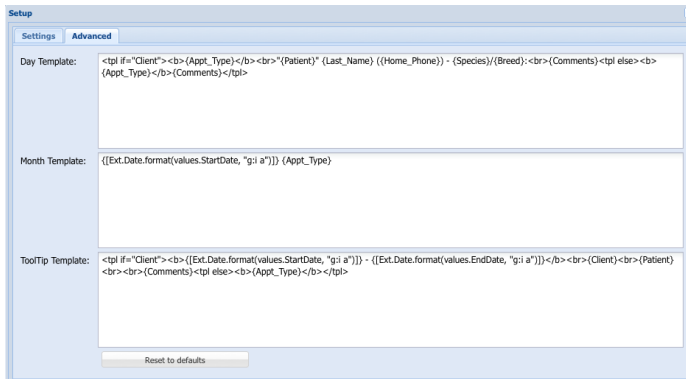 Setup
Settings Advanced
Day Template: <tpl if="Client"><b>{Appt_Type}</b><br>"{Patient}" {Last_Name} ({Home_Phone}) - {Species}/{Breed}:<br>{Comments}<tpl else><b>
{Appt_Type}</b>{Comments}</tpl>
Month Template: {[Ext.Date.format(values.StartDate, "g:i a")]} {Appt_Type}
ToolTip Template: <tpl if="Client"><b>{[Ext.Date.format(values.StartDate, "g:i a")]} - {[Ext.Date.format(values.EndDate, "g:i a")]}</b><br>{Client}<br>{Patient}
<br><br>{Comments}<tpl else><b>{Appt_Type}</b></tpl>
Reset to defaults